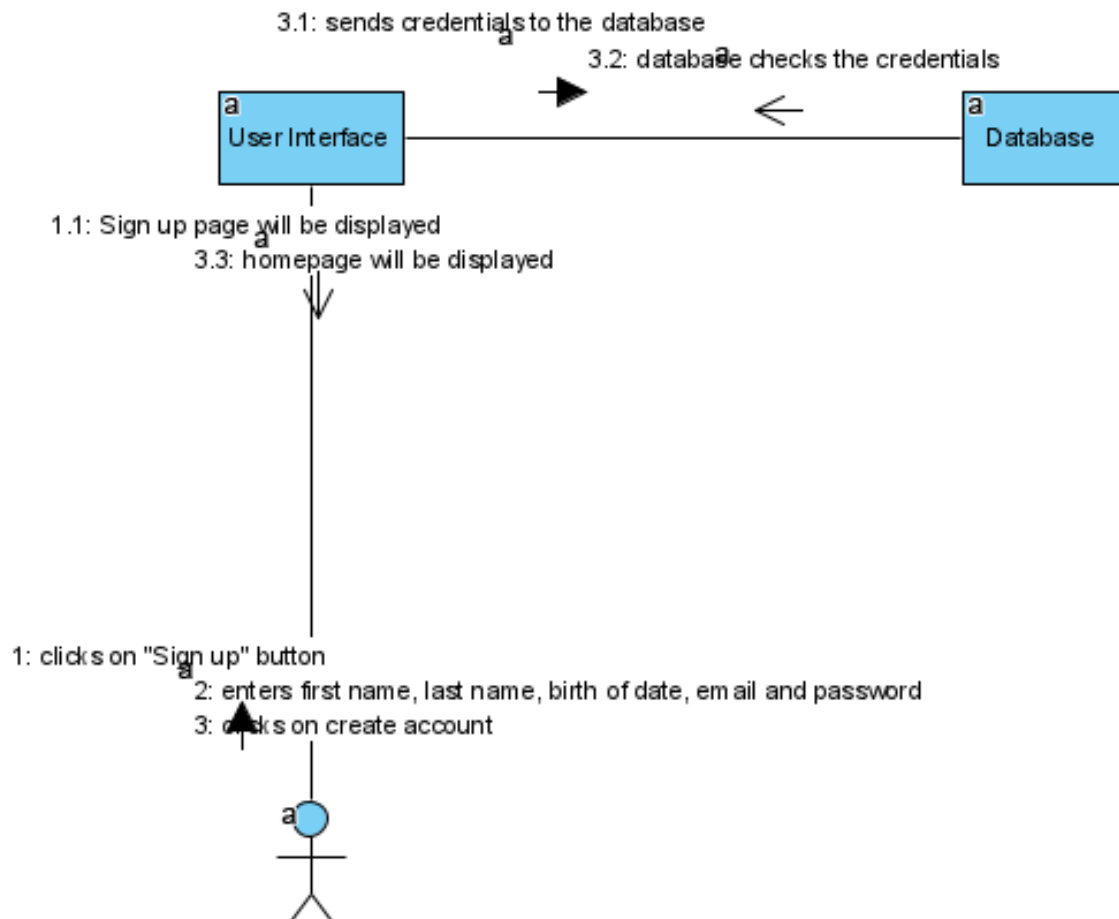 3.1: sends credentials to the database
a
3.2: database checks the credentials
a
a
User Interface
a
Database
1.1: Sign up page will be displayed
a
3.3: homepage will be displayed
1: clicks on "Sign up" button
a
2: enters first name, last name, birth of date, email and password
3: clicks on create account
a